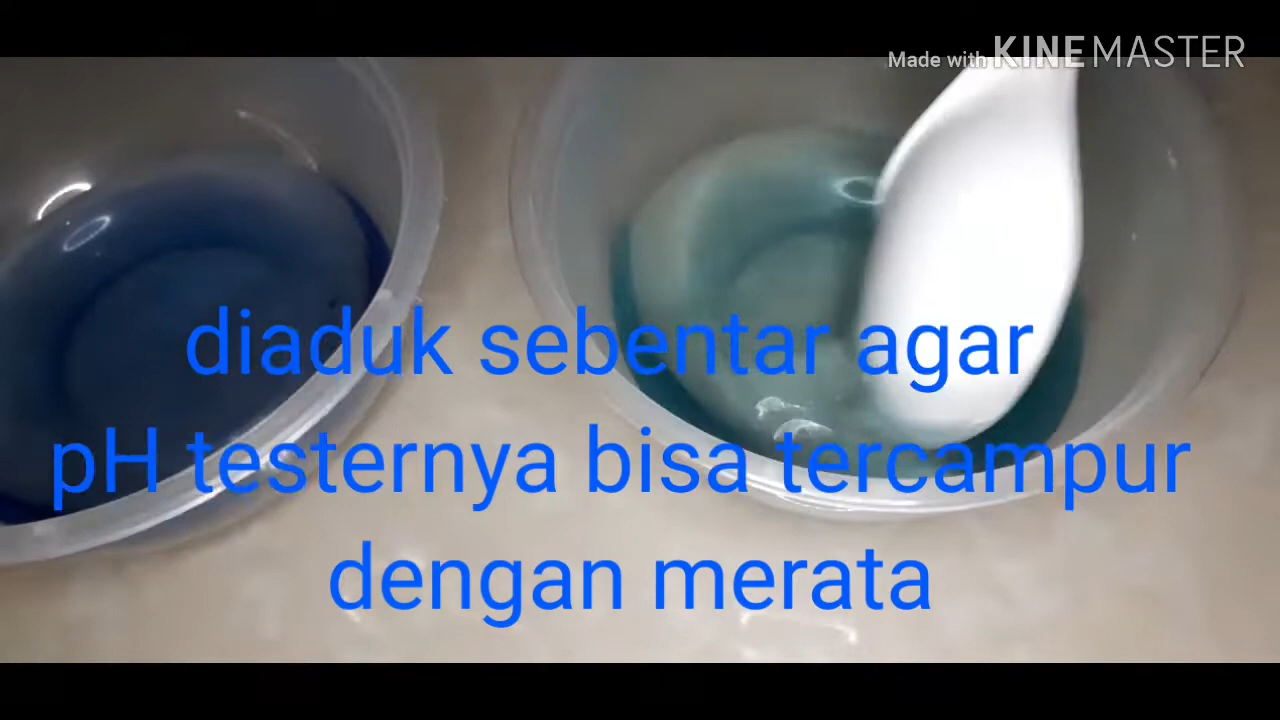 Made with KINEMASTER
diaduk sebentar agar
pH testernya bisa tercampur
dengan merata